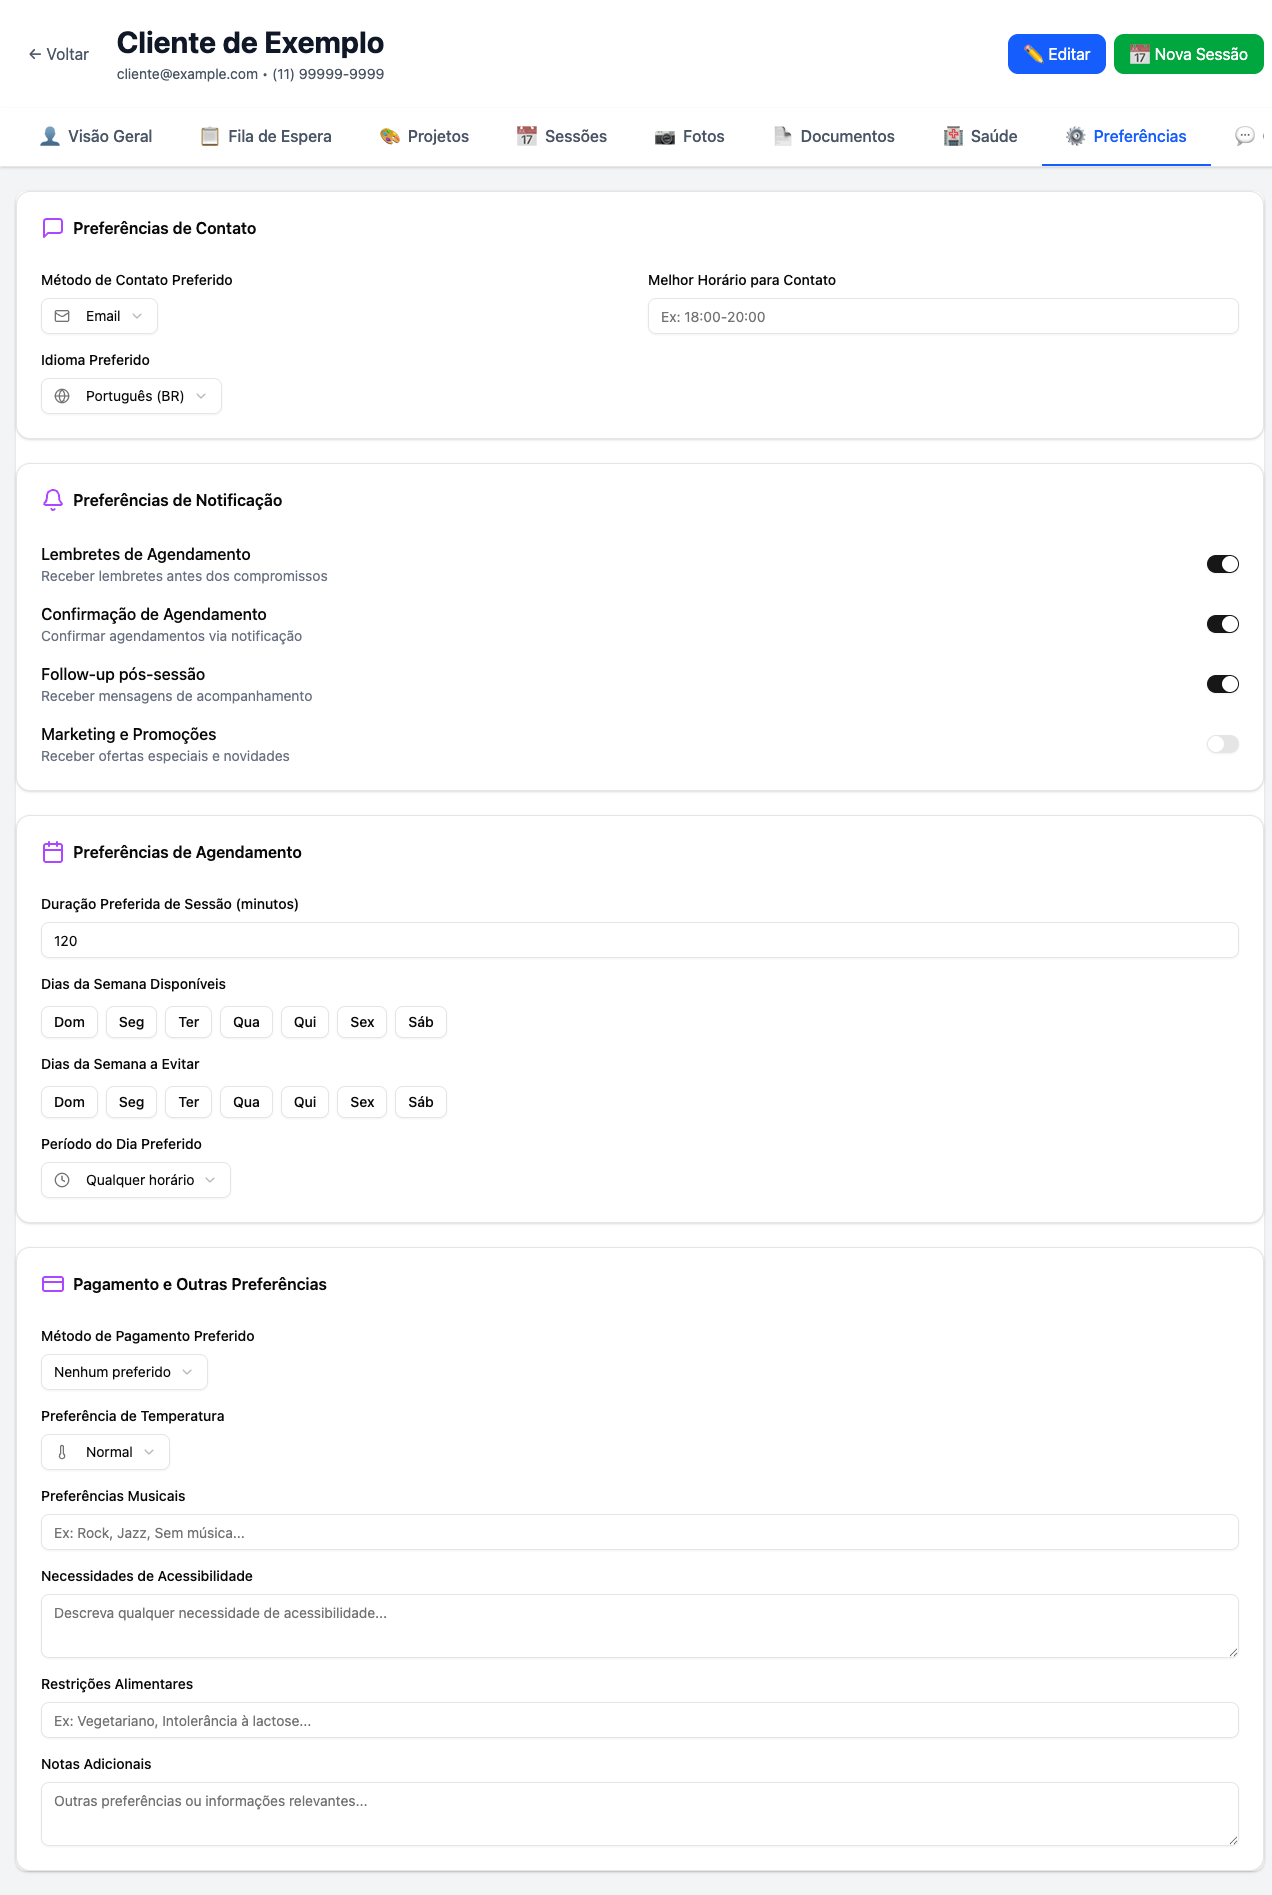 ← Voltar
Cliente de Exemplo
cliente@example.com • (11) 99999-9999
Editar
Nova Sessão
Visão Geral
Fila de Espera
Projetos
Sessões
Fotos
Documentos
Saúde
Preferências
Preferências de Contato
Método de Contato Preferido
Melhor Horário para Contato
Email
Ex: 18:00-20:00
Idioma Preferido
Português (BR)
Preferências de Notificação
Lembretes de Agendamento
Receber lembretes antes dos compromissos
Confirmação de Agendamento
Confirmar agendamentos via notificação
Follow-up pós-sessão
Receber mensagens de acompanhamento
Marketing e Promoções
Receber ofertas especiais e novidades
Preferências de Agendamento
Duração Preferida de Sessão (minutos)
120
Dias da Semana Disponíveis
Dom Seg Ter Qua Qui Sex Sáb
Dias da Semana a Evitar
Dom Seg Ter Qua Qui Sex Sáb
Período do Dia Preferido
Qualquer horário
Pagamento e Outras Preferências
Método de Pagamento Preferido
Nenhum preferido
Preferência de Temperatura
Normal
Preferências Musicais
Ex: Rock, Jazz, Sem música...
Necessidades de Acessibilidade
Descreva qualquer necessidade de acessibilidade...
Restrições Alimentares
Ex: Vegetariano, Intolerância à lactose...
Notas Adicionais
Outras preferências ou informações relevantes...